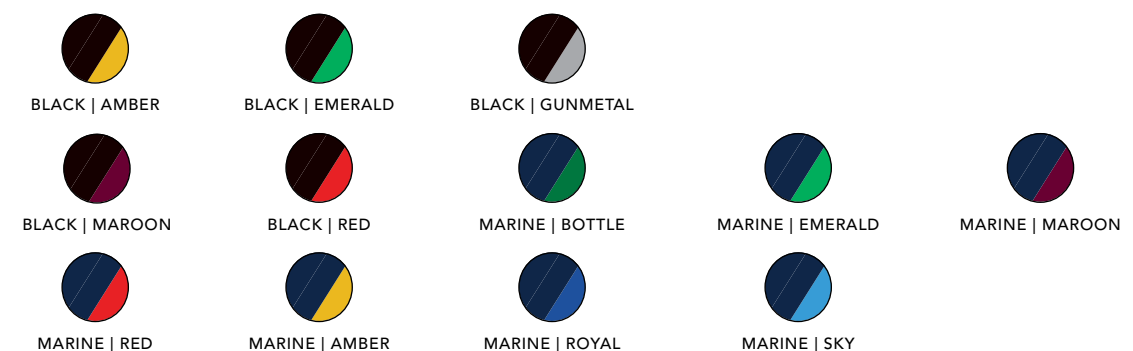 BLACK | AMBER
BLACK | EMERALD
BLACK | GUNMETAL
BLACK | MAROON
BLACK | RED
MARINE | BOTTLE
MARINE | EMERALD
MARINE | MAROON
MARINE | RED
MARINE | AMBER
MARINE | ROYAL
MARINE | SKY